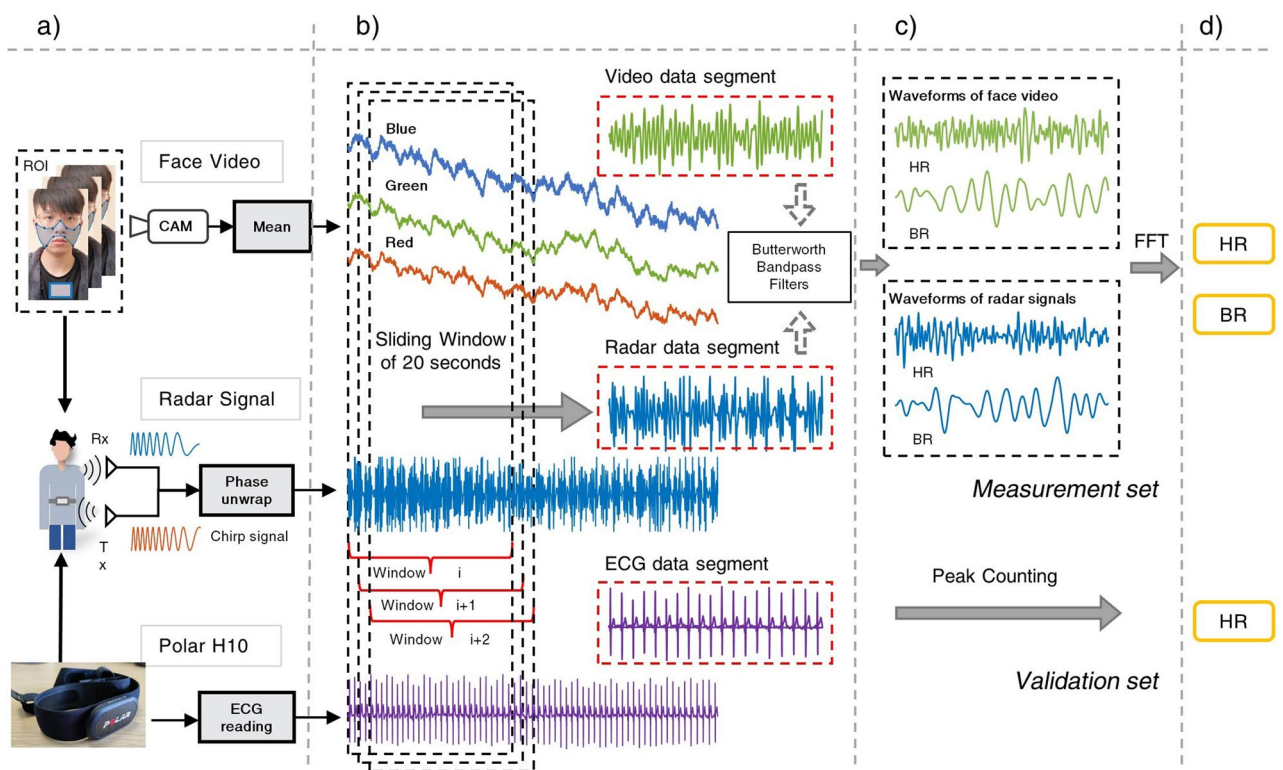 a)
b)
c)
d)
ROI
Face Video
CAM
Mean
Radar Signal
Rx
T
x
Phase
unwrap
Chirp signal
Polar H10
POLAR
ECG
reading
Blue
Green
Red
Sliding Window
of 20 seconds
Window i
Window i+1
Window i+2
Video data segment
Butterworth
Bandpass
Filters
Radar data segment
ECG data segment
Waveforms of face video
HR
BR
Waveforms of radar signals
HR
BR
Measurement set
Peak Counting
Validation set
FFT
HR
BR
HR